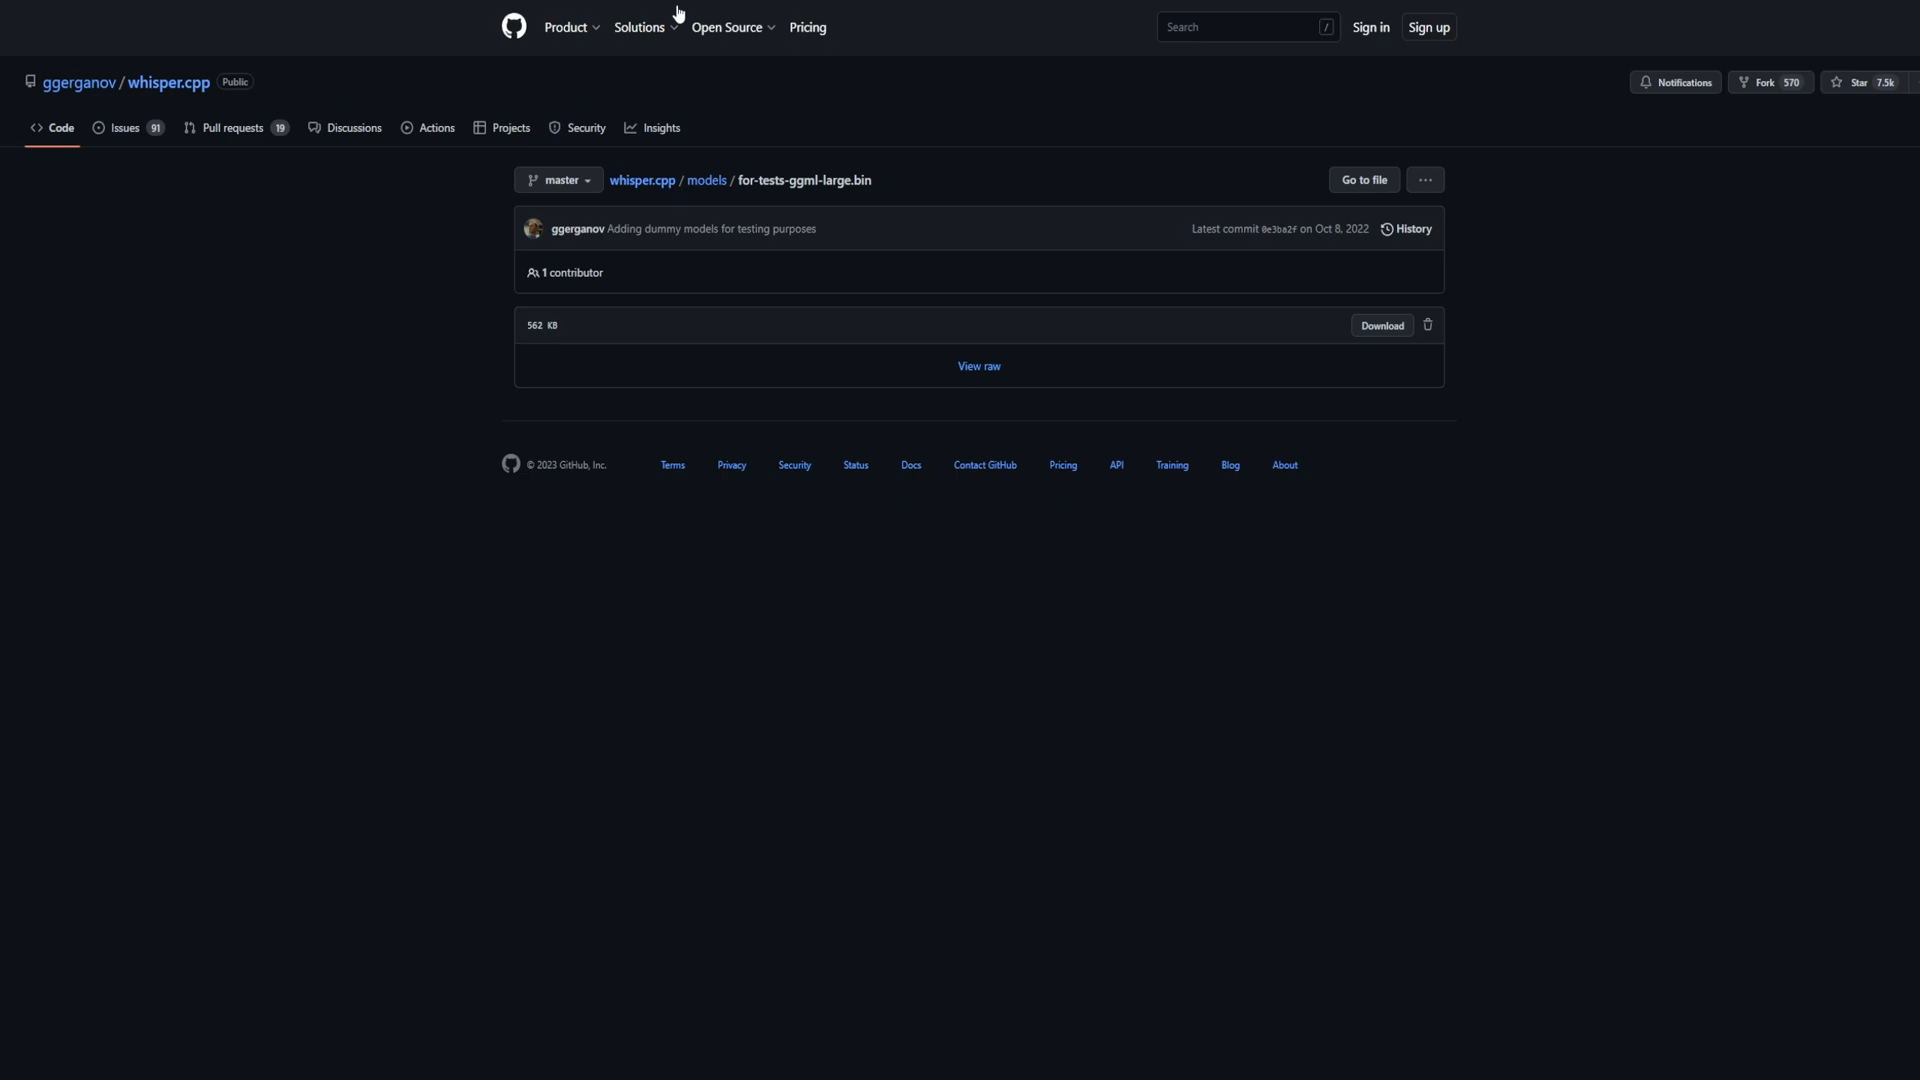 Product Solutions Open Source Pricing Search / Sign in Sign up
ggerganov / whisper.cpp Public Notifications Fork 570 Star 7.5k
Code Issues 91 Pull requests 19 Discussions Actions Projects Security Insights
master whisper.cpp / models / for-tests-ggml-large.bin Go to file ...
ggerganov Adding dummy models for testing purposes Latest commit 0e3ba2f on Oct 8, 2022 History
1 contributor
562 KB Download
View raw
© 2023 GitHub, Inc. Terms Privacy Security Status Docs Contact GitHub Pricing API Training Blog About